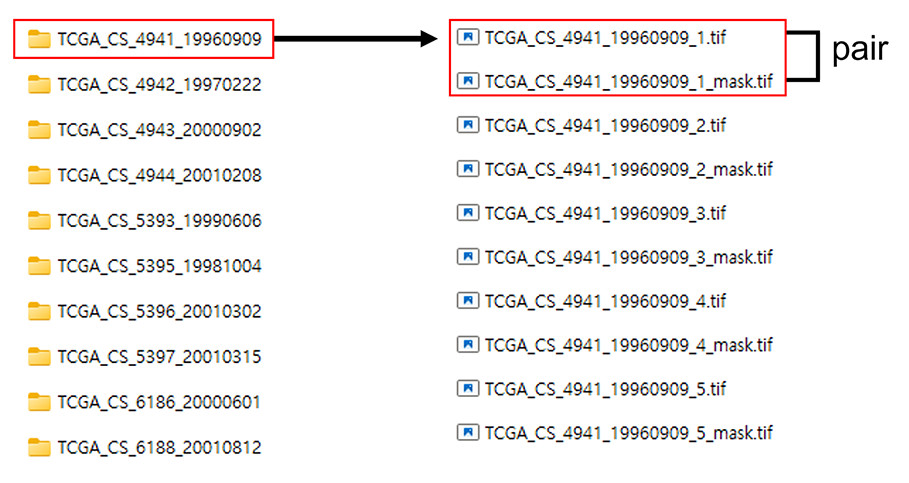 TCGA_CS_4941_19960909
TCGA_CS_4942_19970222
TCGA_CS_4943_20000902
TCGA_CS_4944_20010208
TCGA_CS_5393_19990606
TCGA_CS_5395_19981004
TCGA_CS_5396_20010302
TCGA_CS_5397_20010315
TCGA_CS_6186_20000601
TCGA_CS_6188_20010812
TCGA_CS_4941_19960909_1.tif
TCGA_CS_4941_19960909_1_mask.tif
TCGA_CS_4941_19960909_2.tif
TCGA_CS_4941_19960909_2_mask.tif
TCGA_CS_4941_19960909_3.tif
TCGA_CS_4941_19960909_3_mask.tif
TCGA_CS_4941_19960909_4.tif
TCGA_CS_4941_19960909_4_mask.tif
TCGA_CS_4941_19960909_5.tif
TCGA_CS_4941_19960909_5_mask.tif
pair